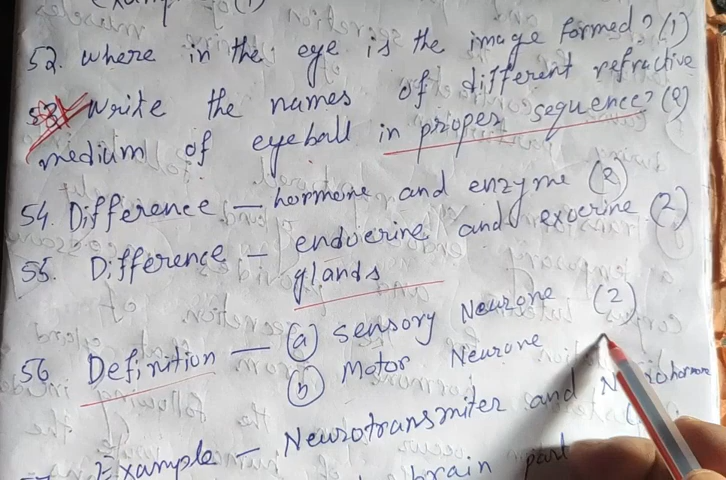 52. where in the eye is the image formed? (1)
53. Write the names of different refractive
medium of eyeball in proper sequence? (2)
54. Difference — hormone and enzyme (2)
55. Difference — endocrine and exocrine (2)
glands
56 Definition — (a) Sensory Neurone (2)
(b) Motor Neurone
Example — Neurotransmiter and
brain part